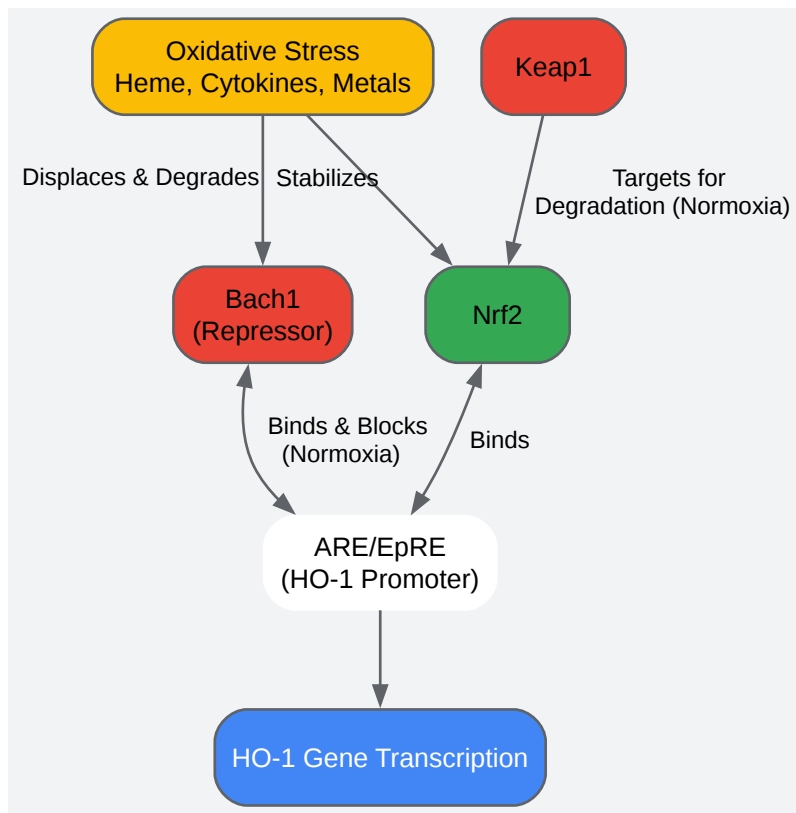 Oxidative Stress
Heme, Cytokines, Metals
Keap1
Displaces & Degrades
Stabilizes
Targets for
Degradation (Normoxia)
Bach1
(Repressor)
Nrf2
Binds & Blocks
(Normoxia)
Binds
ARE/EpRE
(HO-1 Promoter)
HO-1 Gene Transcription